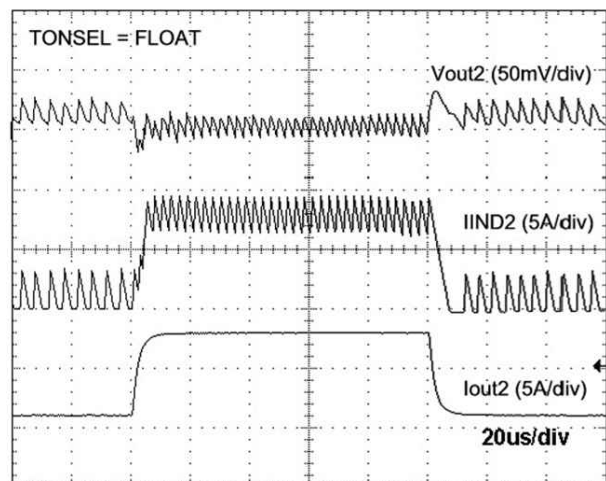 TONSEL = FLOAT
Vout2 (50mV/div)
IIND2 (5A/div)
Iout2 (5A/div)
20us/div